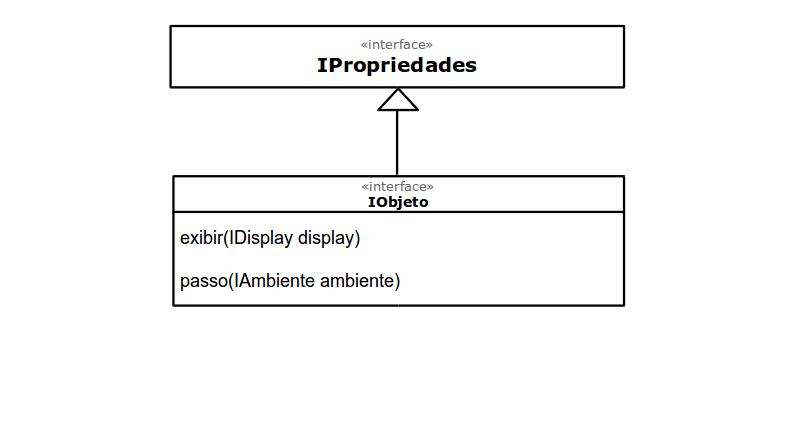 «interface»
IPropriedades
«interface»
IObjeto
exibir(IDisplay display)
passo(IAmbiente ambiente)